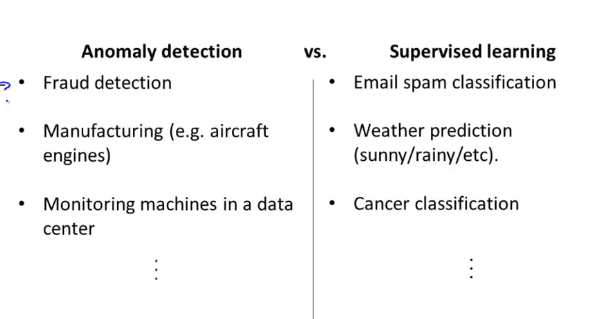 Anomaly detection vs. Supervised learning
• Fraud detection
• Manufacturing (e.g. aircraft
engines)
• Monitoring machines in a data
center
⋮
• Email spam classification
• Weather prediction
(sunny/rainy/etc).
• Cancer classification
⋮